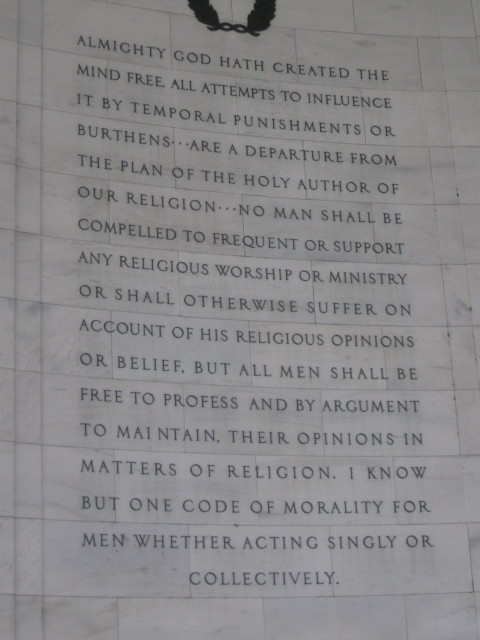 ALMIGHTY GOD HATH CREATED THE
MIND FREE. ALL ATTEMPTS TO INFLUENCE
IT BY TEMPORAL PUNISHMENTS OR
BURTHENS···ARE A DEPARTURE FROM
THE PLAN OF THE HOLY AUTHOR OF
OUR RELIGION···NO MAN SHALL BE
COMPELLED TO FREQUENT OR SUPPORT
ANY RELIGIOUS WORSHIP OR MINISTRY
OR SHALL OTHERWISE SUFFER ON
ACCOUNT OF HIS RELIGIOUS OPINIONS
OR BELIEF, BUT ALL MEN SHALL BE
FREE TO PROFESS AND BY ARGUMENT
TO MAINTAIN, THEIR OPINIONS IN
MATTERS OF RELIGION. I KNOW
BUT ONE CODE OF MORALITY FOR
MEN WHETHER ACTING SINGLY OR
COLLECTIVELY.